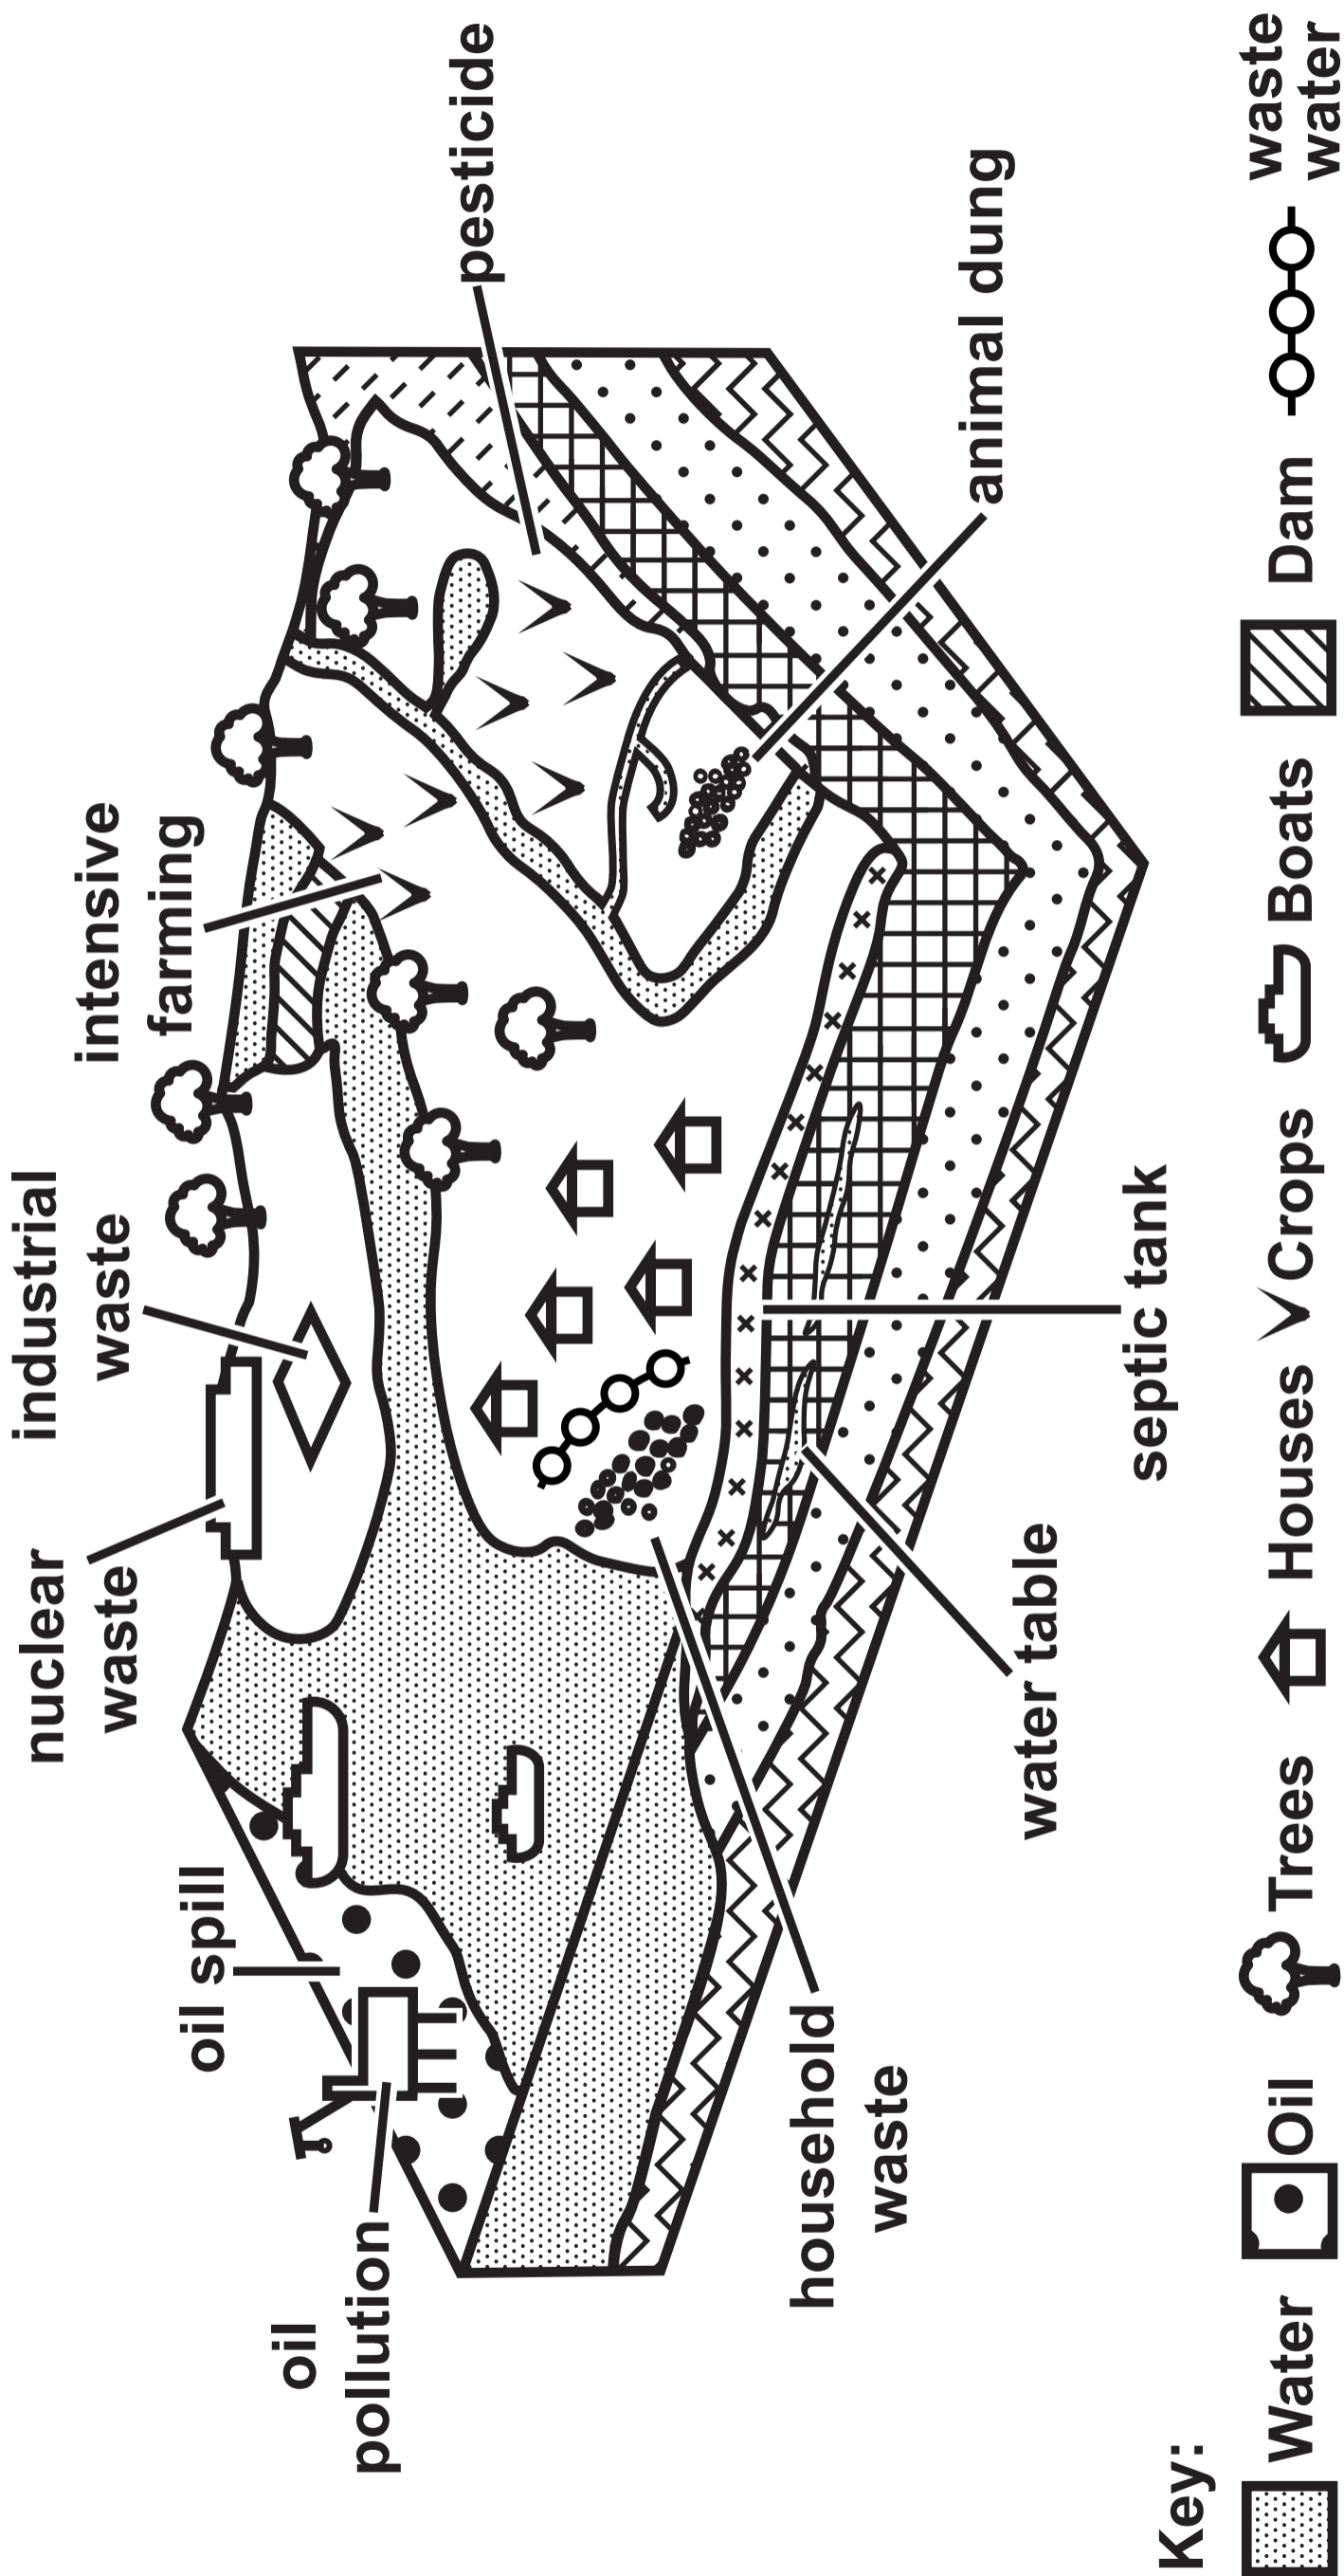 nuclear
waste
industrial
waste
intensive
farming
oil spill
oil
pollution
pesticide
household
waste
water table
septic tank
animal dung
Key:
Water
Oil
Trees
Houses
Crops
Boats
Dam
waste
water